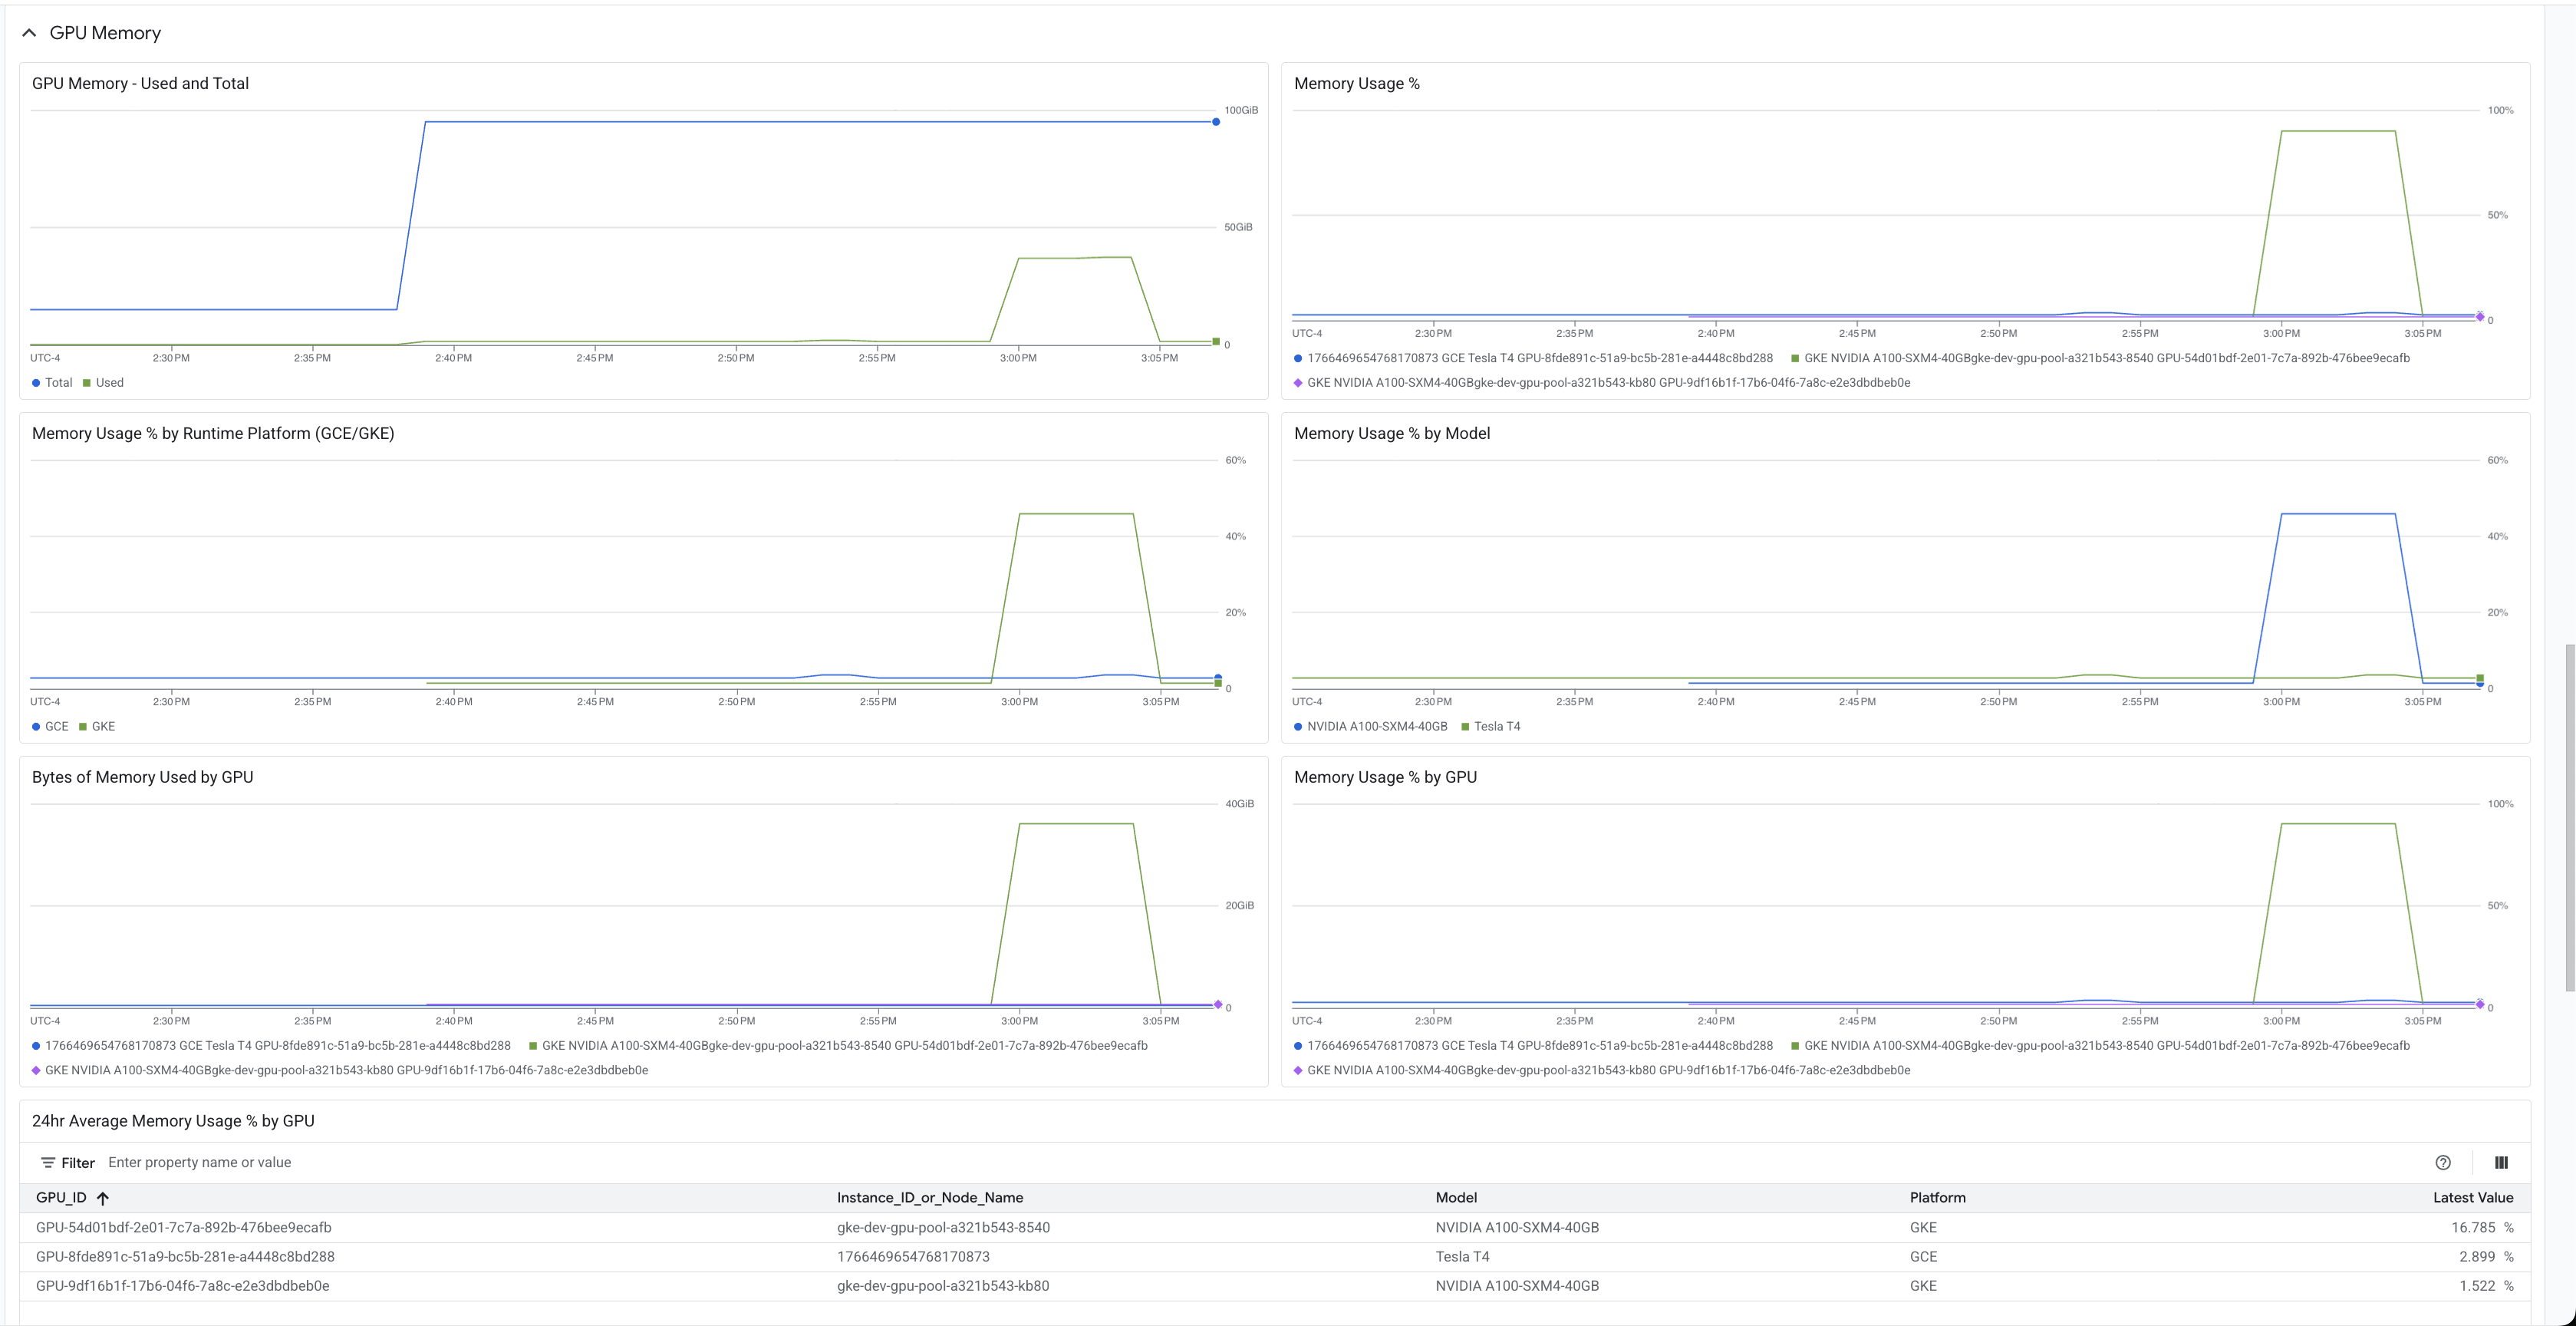 GPU Memory
GPU Memory - Used and Total
100GiB
50GiB
0
UTC-4 2:30 PM 2:35 PM 2:40 PM 2:45 PM 2:50 PM 2:55 PM 3:00 PM 3:05 PM
Total Used
Memory Usage %
100%
50%
0
UTC-4 2:30 PM 2:35 PM 2:40 PM 2:45 PM 2:50 PM 2:55 PM 3:00 PM 3:05 PM
1766469654768170873 GCE Tesla T4 GPU-8fde891c-51a9-bc5b-281e-a4448c8bd288 GKE NVIDIA A100-SXM4-40GBgke-dev-gpu-pool-a321b543-8540 GPU-54d01bdf-2e01-7c7a-892b-476bee9ecafb
GKE NVIDIA A100-SXM4-40GBgke-dev-gpu-pool-a321b543-kb80 GPU-9df16b1f-17b6-04f6-7a8c-e2e3dbdbeb0e
Memory Usage % by Runtime Platform (GCE/GKE)
60%
40%
20%
0
UTC-4 2:30 PM 2:35 PM 2:40 PM 2:45 PM 2:50 PM 2:55 PM 3:00 PM 3:05 PM
GCE GKE
Memory Usage % by Model
60%
40%
20%
0
UTC-4 2:30 PM 2:35 PM 2:40 PM 2:45 PM 2:50 PM 2:55 PM 3:00 PM 3:05 PM
NVIDIA A100-SXM4-40GB Tesla T4
Bytes of Memory Used by GPU
40GiB
20GiB
0
UTC-4 2:30 PM 2:35 PM 2:40 PM 2:45 PM 2:50 PM 2:55 PM 3:00 PM 3:05 PM
1766469654768170873 GCE Tesla T4 GPU-8fde891c-51a9-bc5b-281e-a4448c8bd288 GKE NVIDIA A100-SXM4-40GBgke-dev-gpu-pool-a321b543-8540 GPU-54d01bdf-2e01-7c7a-892b-476bee9ecafb
GKE NVIDIA A100-SXM4-40GBgke-dev-gpu-pool-a321b543-kb80 GPU-9df16b1f-17b6-04f6-7a8c-e2e3dbdbeb0e
Memory Usage % by GPU
100%
50%
0
UTC-4 2:30 PM 2:35 PM 2:40 PM 2:45 PM 2:50 PM 2:55 PM 3:00 PM 3:05 PM
1766469654768170873 GCE Tesla T4 GPU-8fde891c-51a9-bc5b-281e-a4448c8bd288 GKE NVIDIA A100-SXM4-40GBgke-dev-gpu-pool-a321b543-8540 GPU-54d01bdf-2e01-7c7a-892b-476bee9ecafb
GKE NVIDIA A100-SXM4-40GBgke-dev-gpu-pool-a321b543-kb80 GPU-9df16b1f-17b6-04f6-7a8c-e2e3dbdbeb0e
24hr Average Memory Usage % by GPU
Filter Enter property name or value
GPU_ID Instance_ID_or_Node_Name Model Platform Latest Value
GPU-54d01bdf-2e01-7c7a-892b-476bee9ecafb gke-dev-gpu-pool-a321b543-8540 NVIDIA A100-SXM4-40GB GKE 16.785 %
GPU-8fde891c-51a9-bc5b-281e-a4448c8bd288 1766469654768170873 Tesla T4 GCE 2.899 %
GPU-9df16b1f-17b6-04f6-7a8c-e2e3dbdbeb0e gke-dev-gpu-pool-a321b543-kb80 NVIDIA A100-SXM4-40GB GKE 1.522 %